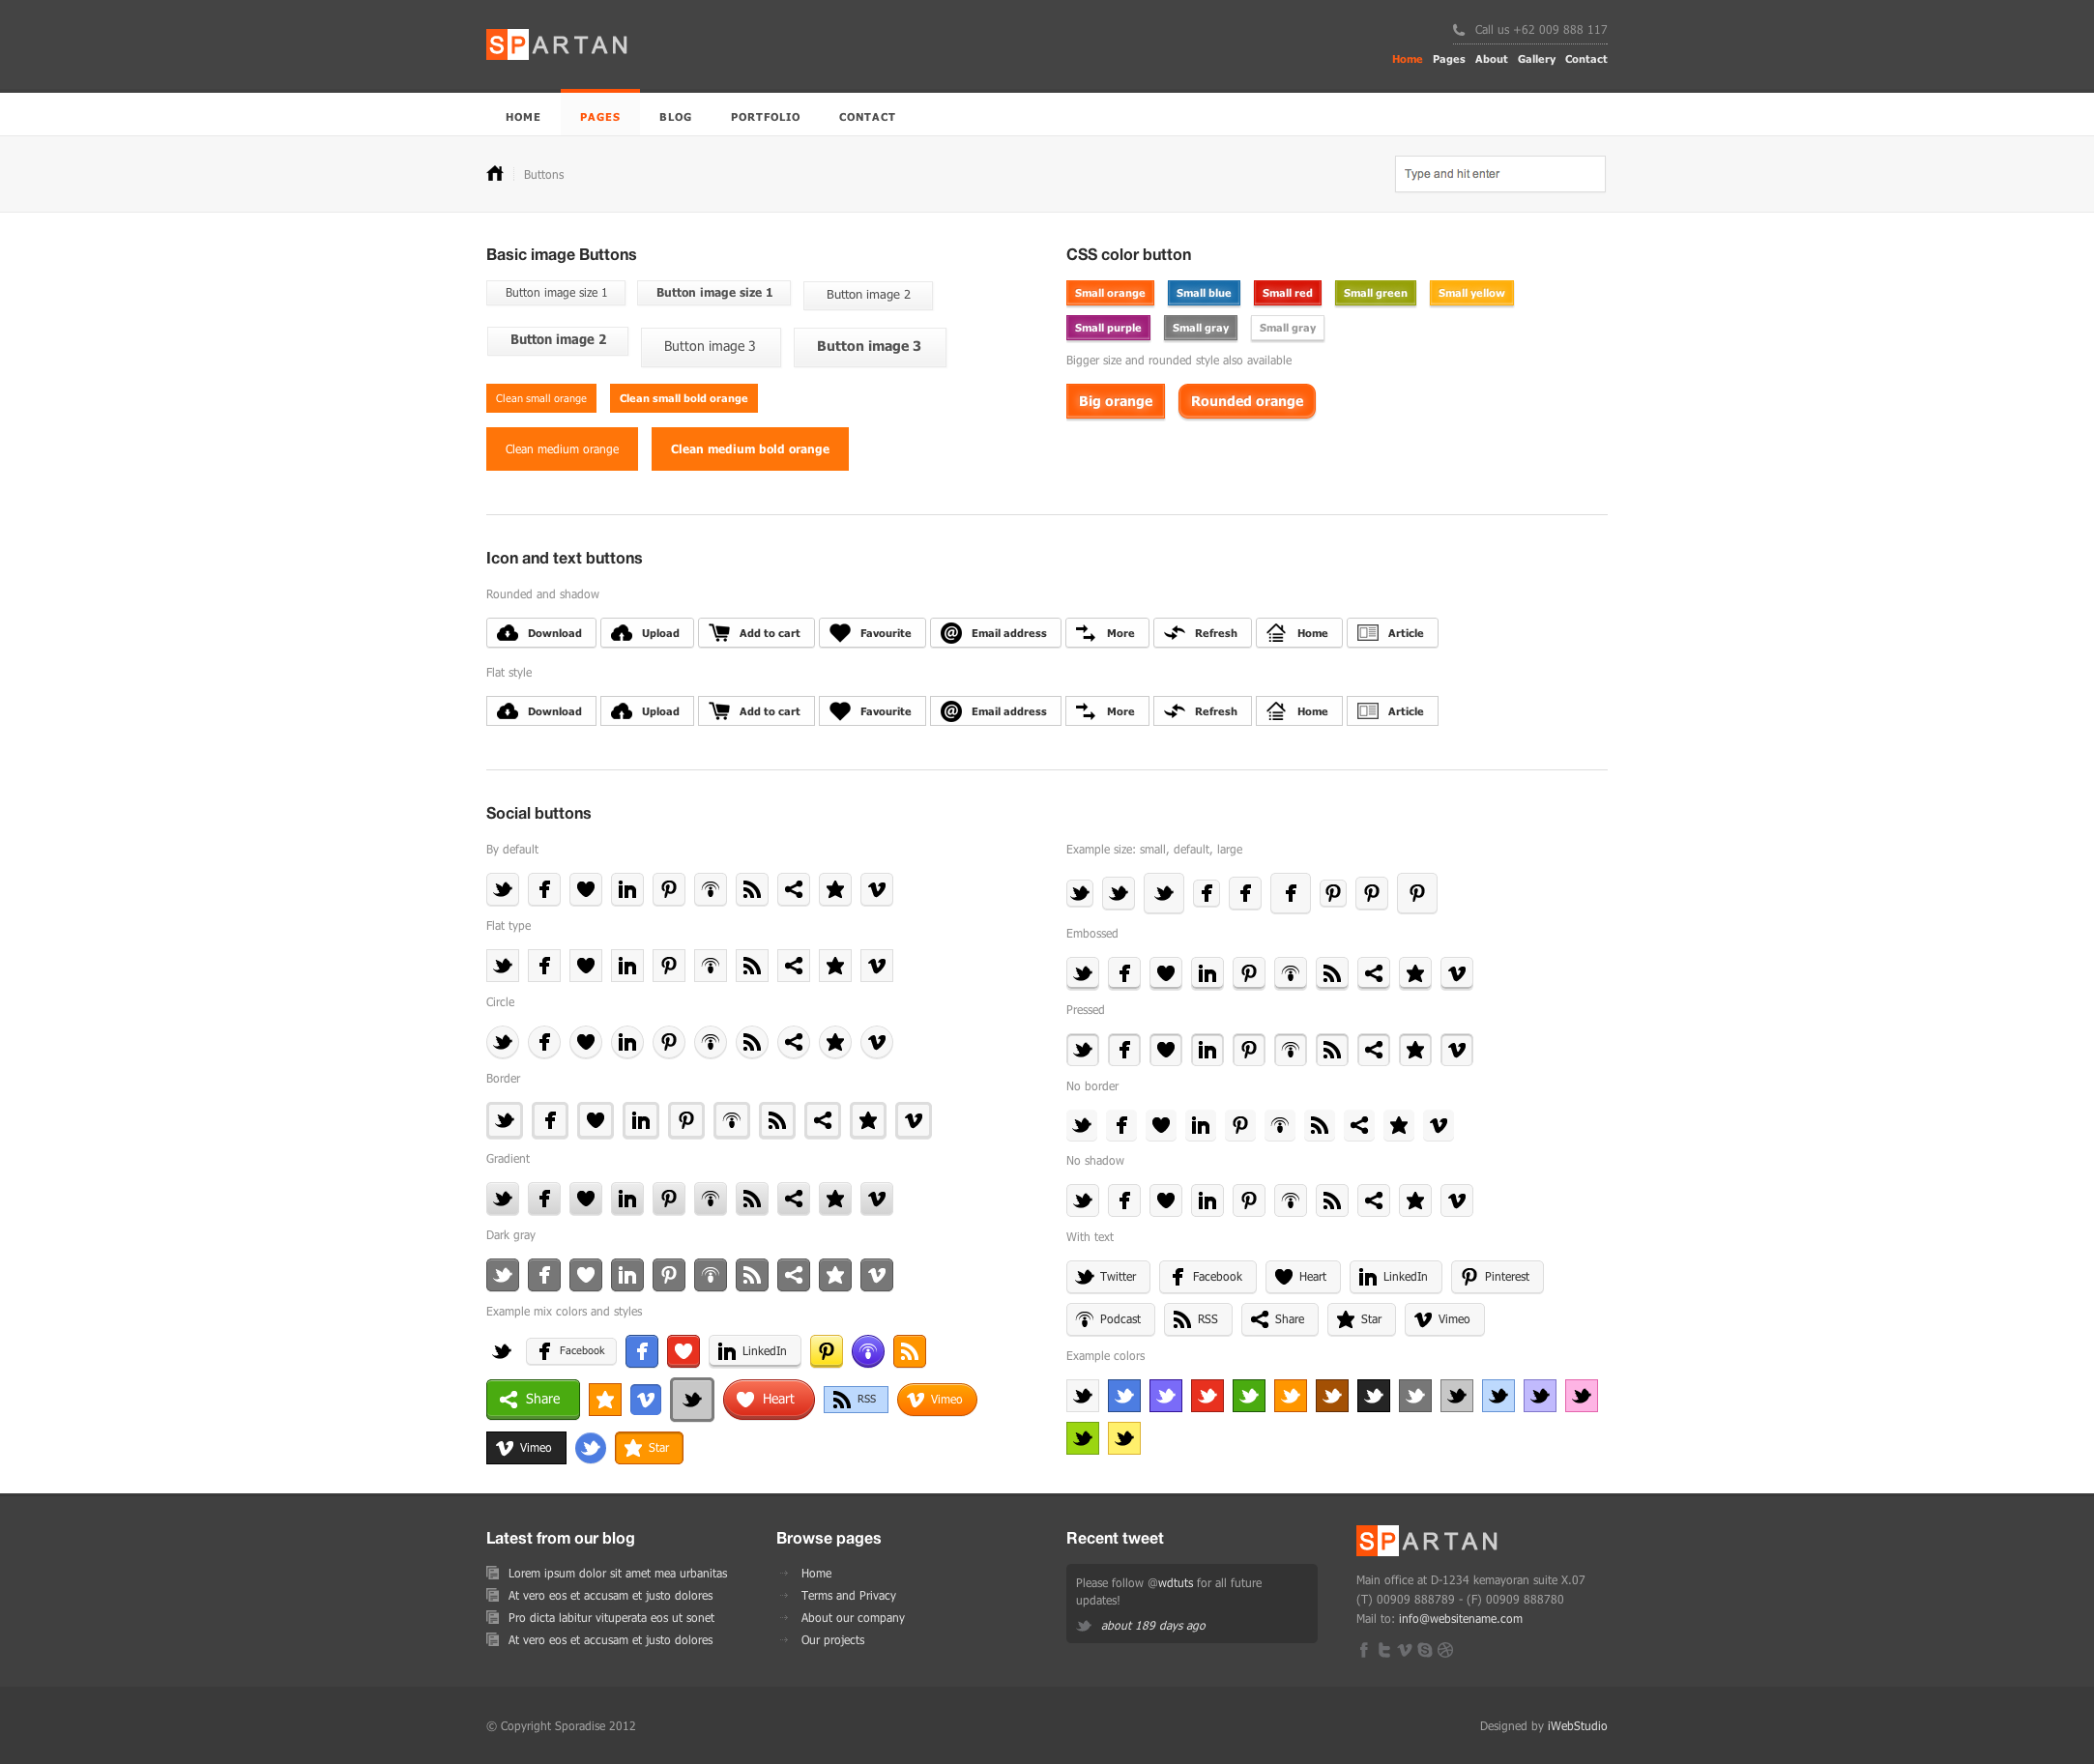 SPARTAN
Call us +62 009 888 117
Home Pages About Gallery Contact
HOME PAGES BLOG PORTFOLIO CONTACT
Buttons
Type and hit enter
Basic image Buttons
Button image size 1 Button image size 1 Button image 2
Button image 2 Button image 3 Button image 3
Clean small orange Clean small bold orange
Clean medium orange Clean medium bold orange
CSS color button
Small orange Small blue Small red Small green Small yellow
Small purple Small gray Small gray
Bigger size and rounded style also available
Big orange Rounded orange
Icon and text buttons
Rounded and shadow
Download Upload Add to cart Favourite Email address More Refresh Home Article
Flat style
Download Upload Add to cart Favourite Email address More Refresh Home Article
Social buttons
By default
Flat type
Circle
Border
Gradient
Dark gray
Example mix colors and styles
Facebook LinkedIn
Share Heart RSS Vimeo
Vimeo Star
Example size: small, default, large
Embossed
Pressed
No border
No shadow
With text
Twitter Facebook Heart LinkedIn Pinterest
Podcast RSS Share Star Vimeo
Example colors
Latest from our blog
Lorem ipsum dolor sit amet mea urbanitas
At vero eos et accusam et justo dolores
Pro dicta labitur vituperata eos ut sonet
At vero eos et accusam et justo dolores
Browse pages
Home
Terms and Privacy
About our company
Our projects
Recent tweet
Please follow @wdtuts for all future
updates!
about 189 days ago
SPARTAN
Main office at D-1234 kemayoran suite X.07
(T) 00909 888789 - (F) 00909 888780
Mail to: info@websitename.com
© Copyright Sporadise 2012
Designed by iWebStudio